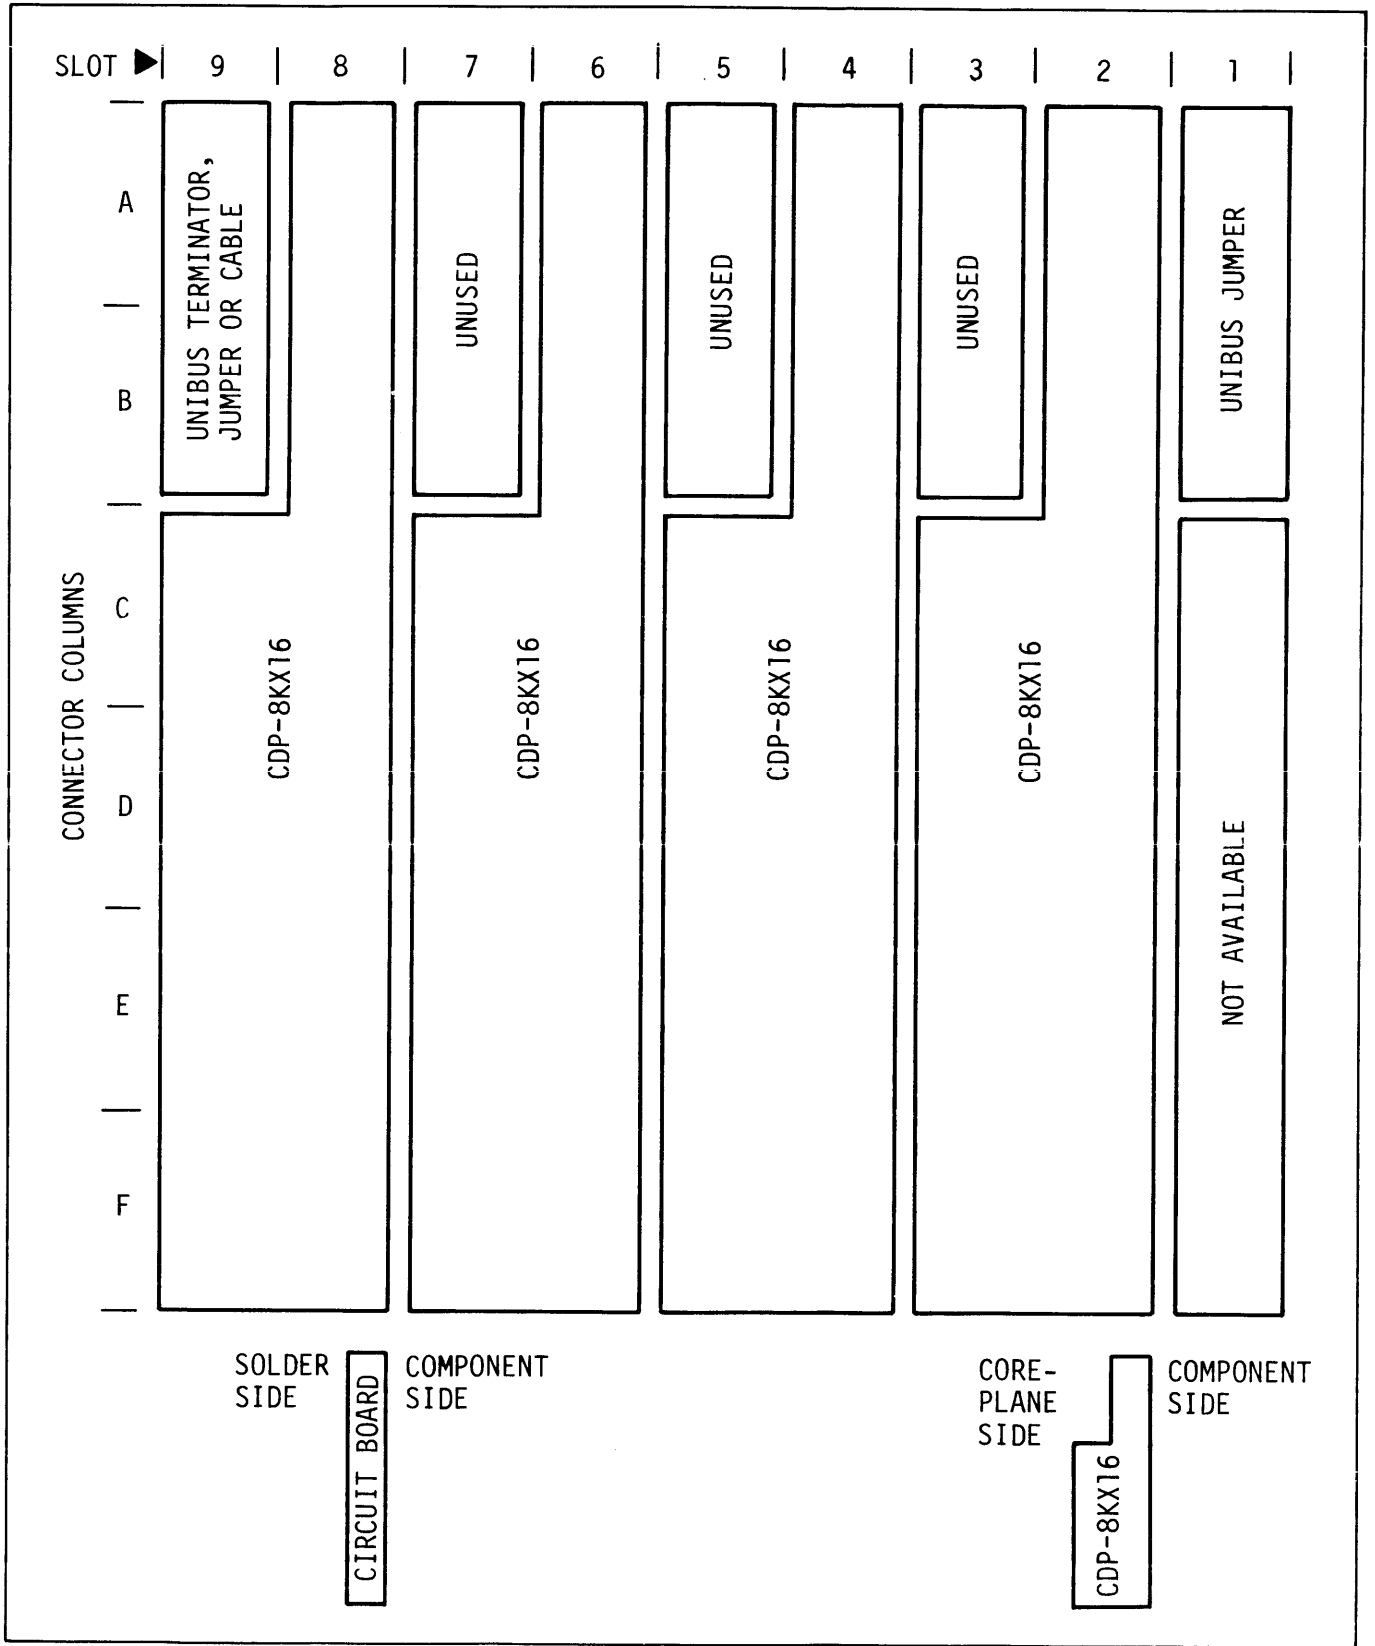 SLOT ▶ | 9 | 8 | 7 | 6 | 5 | 4 | 3 | 2 | 1 |
CONNECTOR COLUMNS
A
B
C
D
E
F
UNIBUS TERMINATOR,
JUMPER OR CABLE
UNUSED
UNUSED
UNUSED
UNIBUS JUMPER
CDP-8KX16
CDP-8KX16
CDP-8KX16
CDP-8KX16
NOT AVAILABLE
SOLDER
SIDE
CIRCUIT BOARD
COMPONENT
SIDE
CORE-
PLANE
SIDE
CDP-8KX16
COMPONENT
SIDE